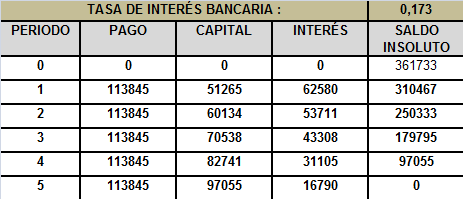 TASA DE INTERÉS BANCARIA : 0,173
PERIODO PAGO CAPITAL INTERÉS SALDO INSOLUTO
0 0 0 0 361733
1 113845 51265 62580 310467
2 113845 60134 53711 250333
3 113845 70538 43308 179795
4 113845 82741 31105 97055
5 113845 97055 16790 0